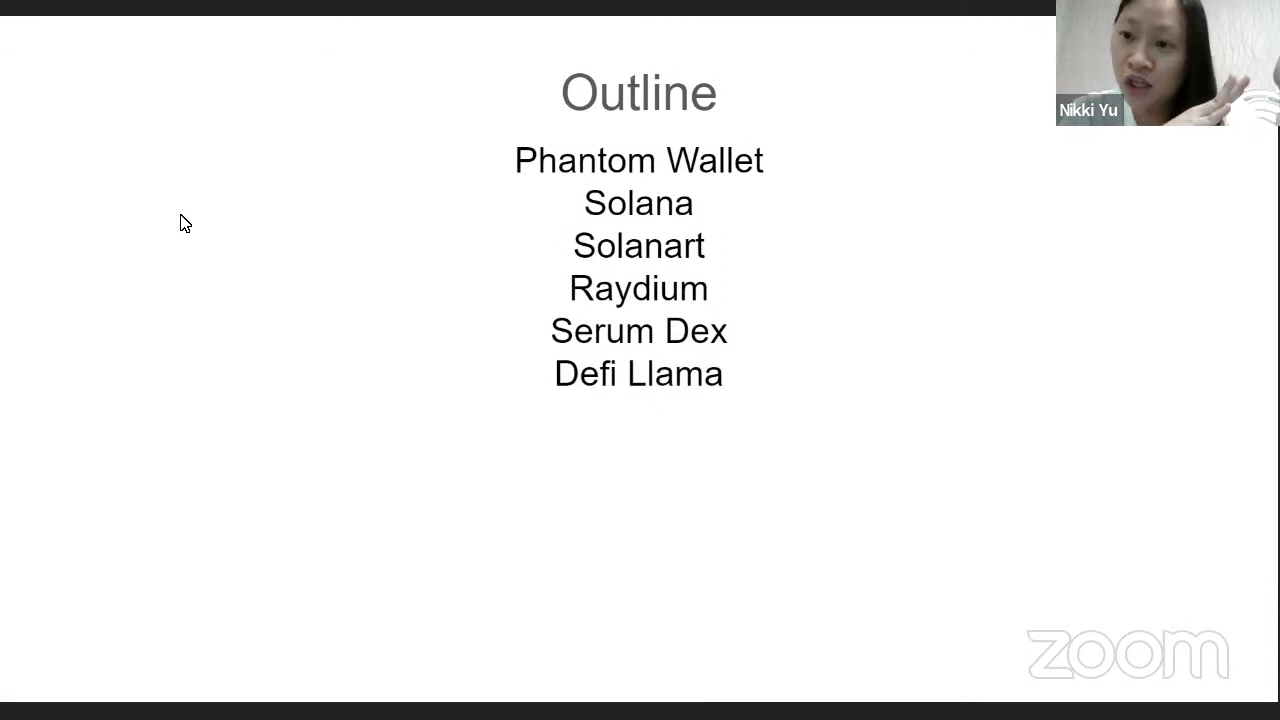 Outline
Phantom Wallet
Solana
Solanart
Raydium
Serum Dex
Defi Llama
Nikki Yu
zoom